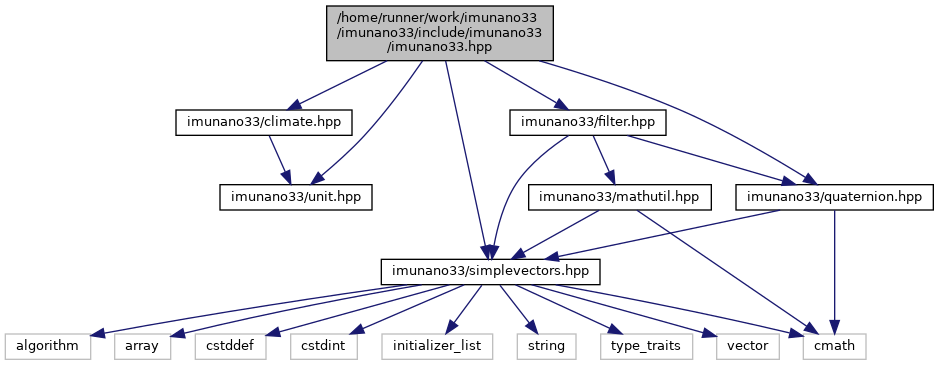 /home/runner/work/imunano33
/imunano33/include/imunano33
/imunano33.hpp
imunano33/climate.hpp
imunano33/filter.hpp
imunano33/unit.hpp
imunano33/mathutil.hpp
imunano33/quaternion.hpp
imunano33/simplevectors.hpp
algorithm
array
cstddef
cstdint
initializer_list
string
type_traits
vector
cmath